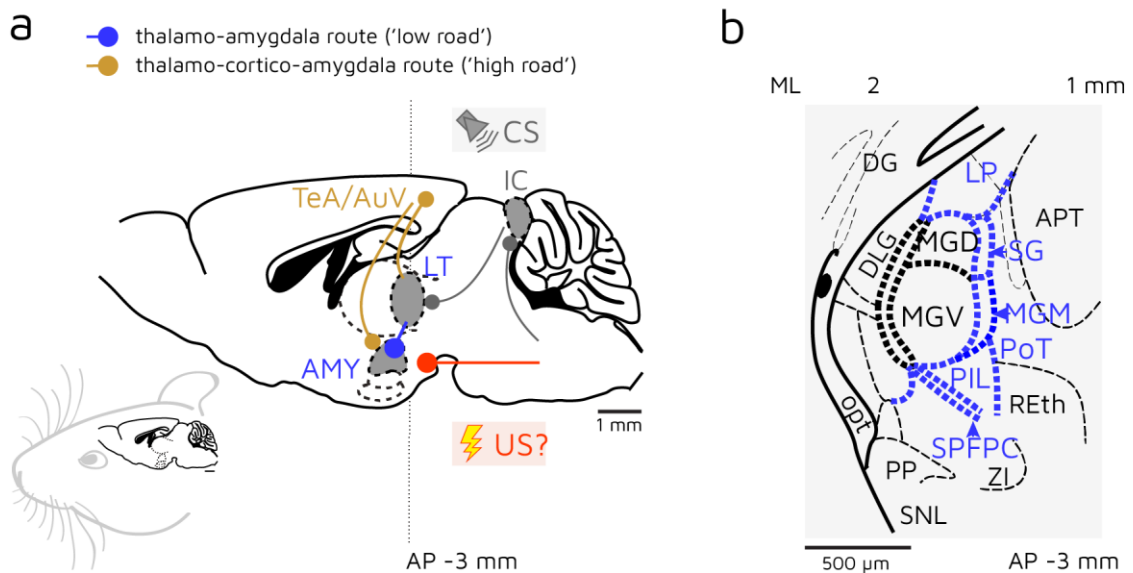 a
thalamo-amygdala route ('low road')
thalamo-cortico-amygdala route ('high road')
CS
IC
TeA/AuV
LT
AMY
1 mm
US?
AP -3 mm
b
ML 2 1 mm
DG
LP
APT
MGD
SG
DLG
MGV
MGM
PoT
PIL
REth
opt
SPFPC
PP
ZI
SNL
500 µm
AP -3 mm